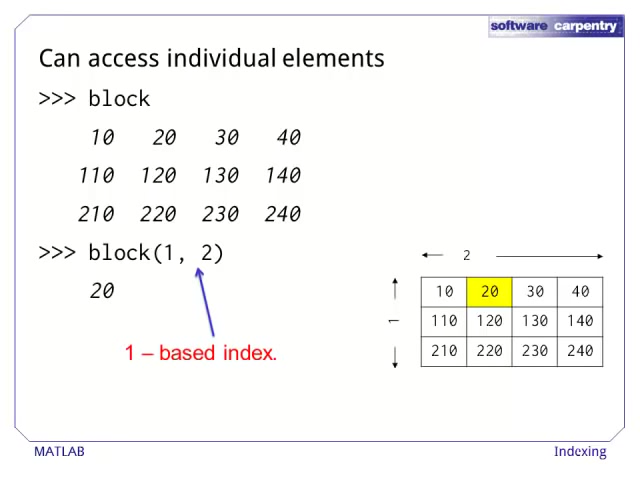 software carpentry
Can access individual elements
>>> block
10 20 30 40
110 120 130 140
210 220 230 240
>>> block(1, 2)
20
1 – based index.
2
1
10 20 30 40
110 120 130 140
210 220 230 240
MATLAB
Indexing